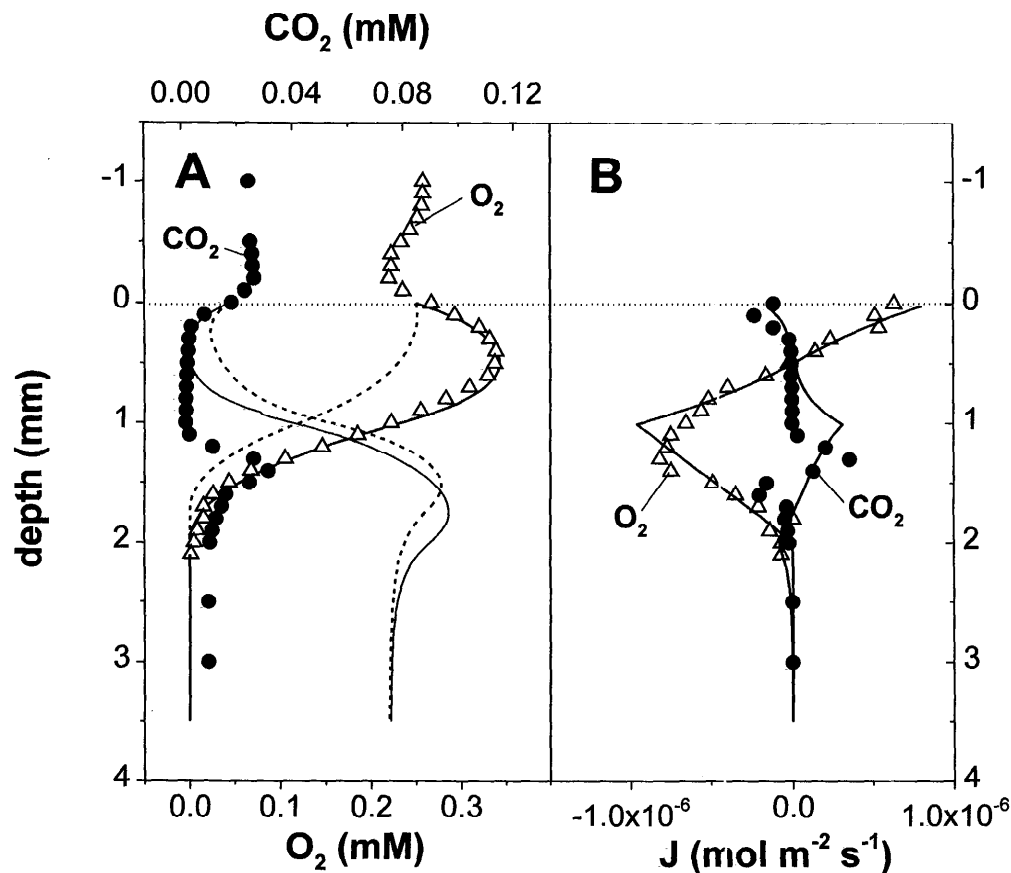 CO₂ (mM)
0.00 0.04 0.08 0.12
A B
O₂
CO₂
-1 -1
0 0
1 1
2 2
3 3
4 4
O₂
CO₂
depth (mm)
0.0 0.1 0.2 0.3
-1.0x10⁻⁶ 0.0 1.0x10⁻⁶
O₂ (mM)
J (mol m⁻² s⁻¹)